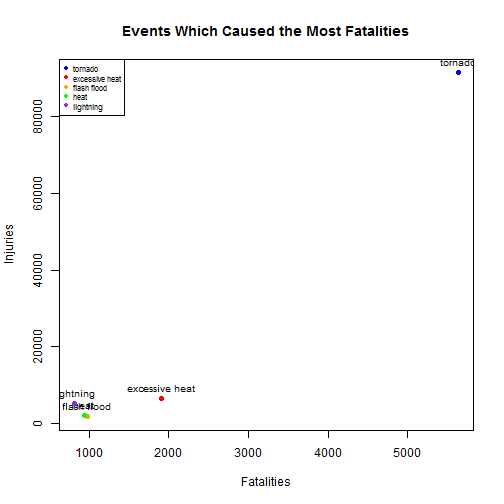 Events Which Caused the Most Fatalities
tornado
tornado
excessive heat
flash flood
heat
lightning
Injuries
80000
60000
40000
20000
0
excessive heat
ghtning
heat
flash flood
1000
2000
3000
4000
5000
Fatalities